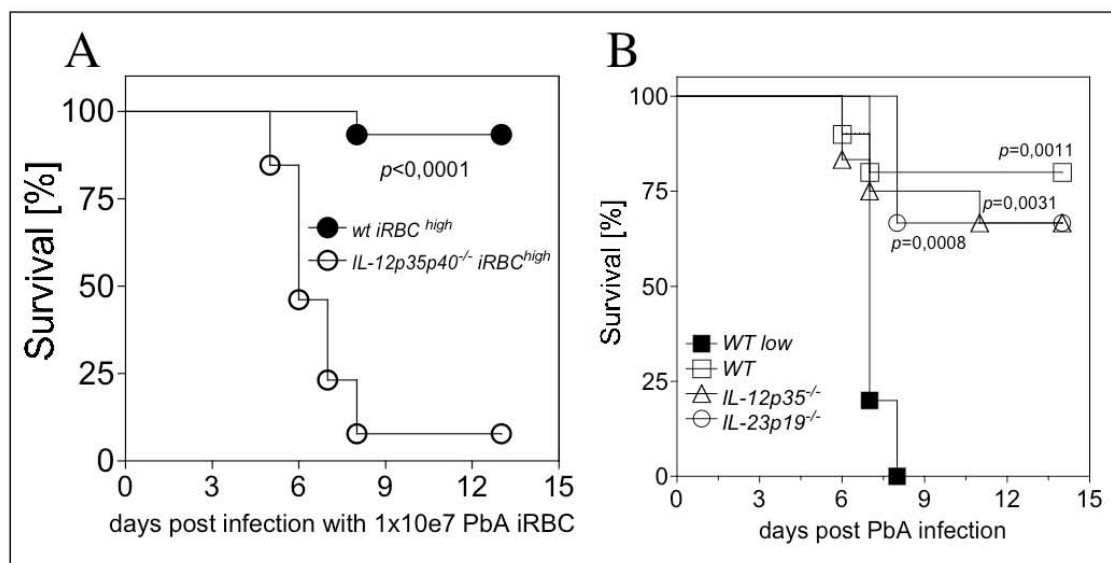 A
Survival [%]
100
75
50
25
0
p<0,0001
wt iRBC high
IL-12p35p40-/- iRBChigh
0 3 6 9 12 15
days post infection with 1x10e7 PbA iRBC
B
Survival [%]
100
75
50
25
0
p=0,0011
p=0,0031
p=0,0008
WT low
WT
IL-12p35-/-
IL-23p19-/-
0 3 6 9 12 15
days post PbA infection